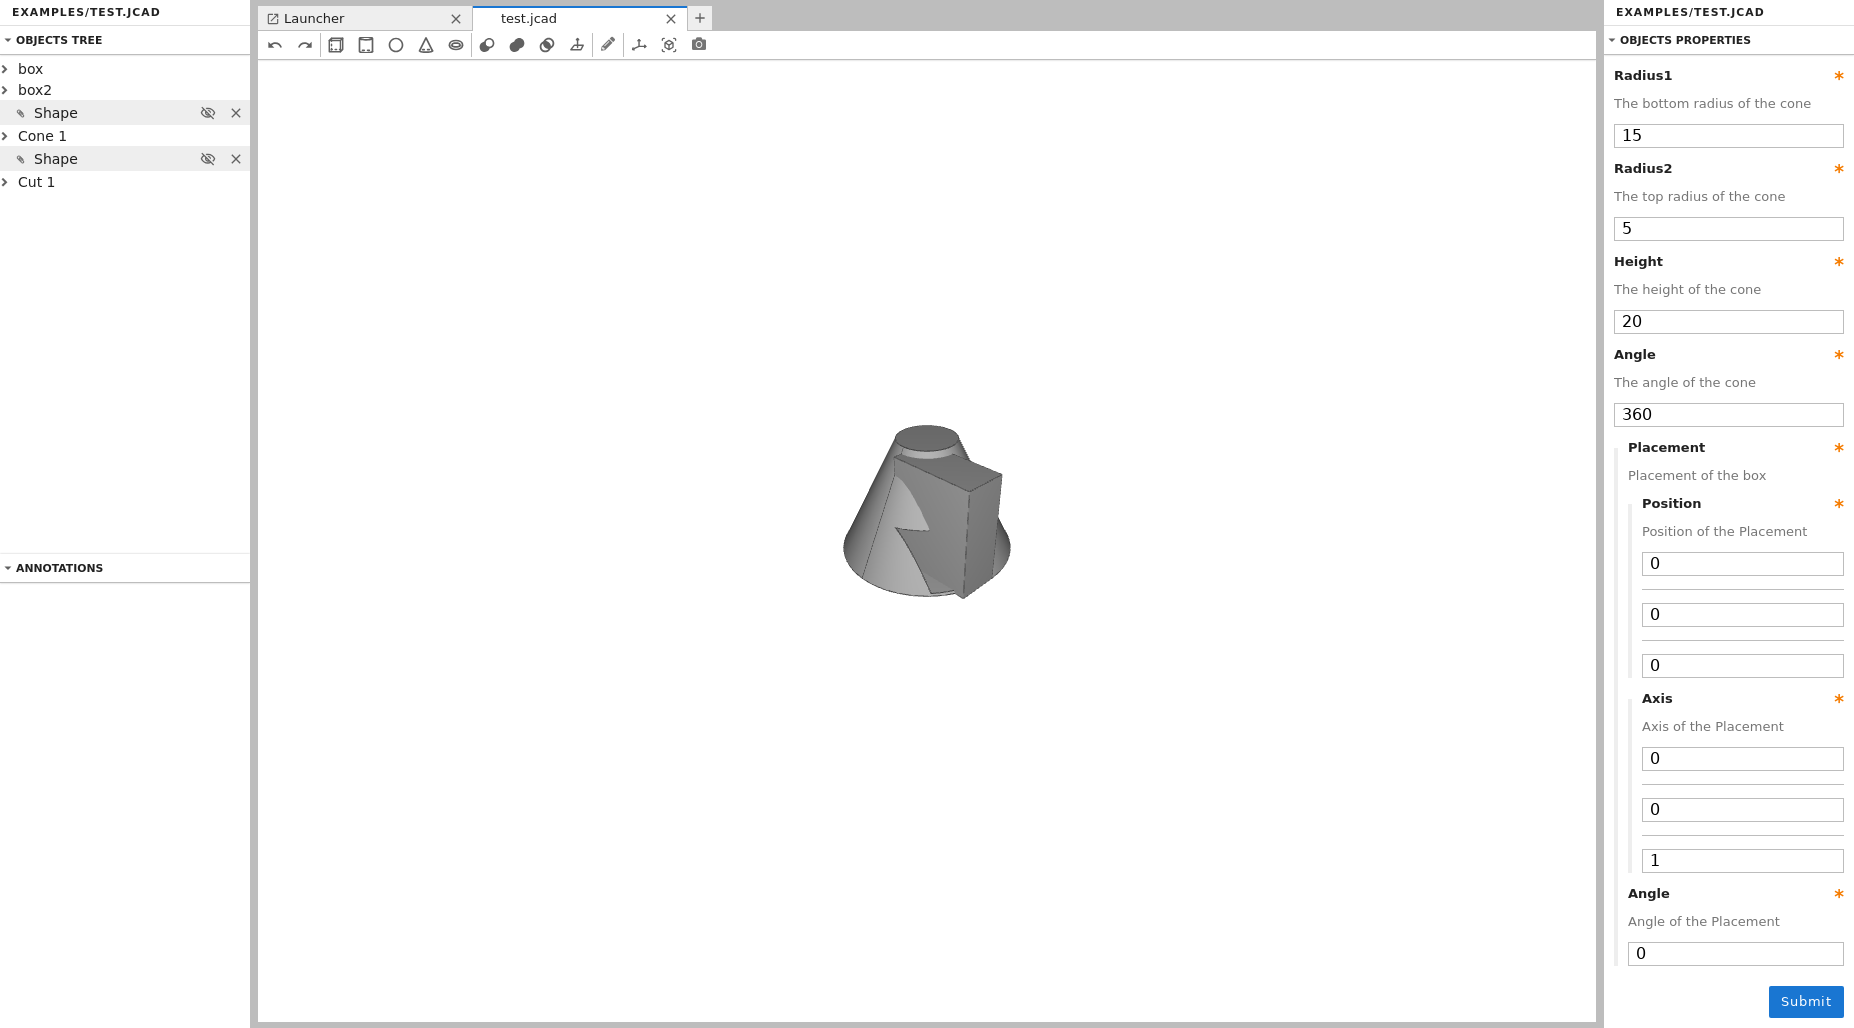 EXAMPLES/TEST.JCAD
OBJECTS TREE
box
box2
Shape
Cone 1
Shape
Cut 1
ANNOTATIONS
Launcher
test.jcad
EXAMPLES/TEST.JCAD
OBJECTS PROPERTIES
Radius1 *
The bottom radius of the cone
15
Radius2 *
The top radius of the cone
5
Height *
The height of the cone
20
Angle *
The angle of the cone
360
Placement *
Placement of the box
Position *
Position of the Placement
0
0
0
Axis *
Axis of the Placement
0
0
1
Angle *
Angle of the Placement
0
Submit